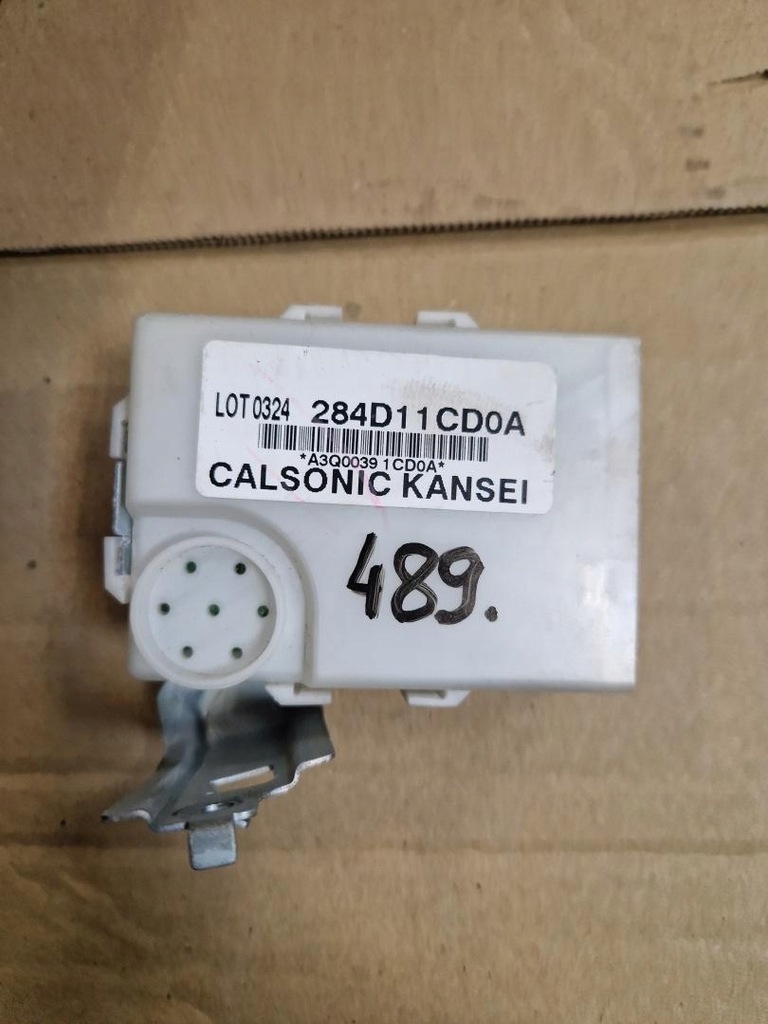 LOT 0324 284D11CD0A
*A3Q0039 1CD0A*
CALSONIC KANSEI
489.